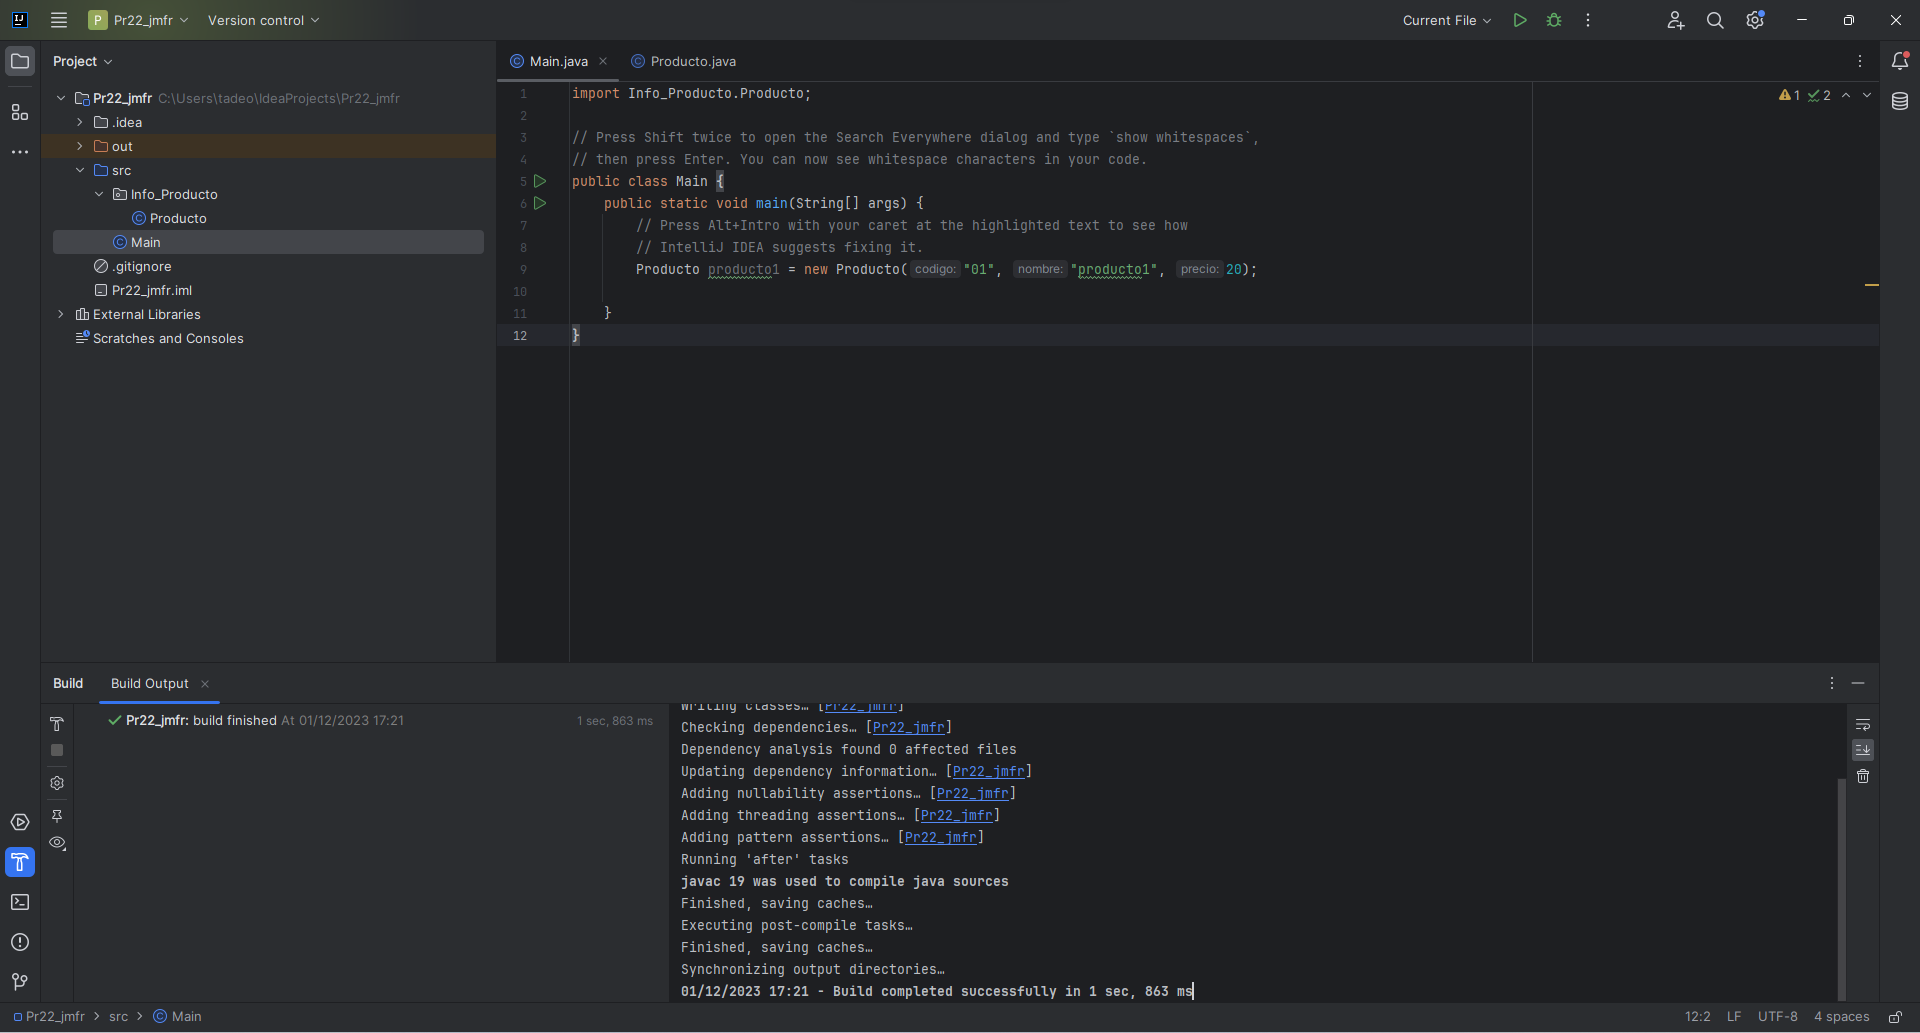 P Pr22_jmfr Version control Current File
Project
Main.java Producto.java
Pr22_jmfr C:\Users\tadeo\IdeaProjects\Pr22_jmfr
.idea
out
src
Info_Producto
Producto
Main
.gitignore
Pr22_jmfr.iml
External Libraries
Scratches and Consoles
1 import Info_Producto.Producto;
2
3 // Press Shift twice to open the Search Everywhere dialog and type `show whitespaces`,
4 // then press Enter. You can now see whitespace characters in your code.
5 public class Main {
6 public static void main(String[] args) {
7 // Press Alt+Intro with your caret at the highlighted text to see how
8 // IntelliJ IDEA suggests fixing it.
9 Producto producto1 = new Producto( codigo: "01", nombre: "producto1", precio: 20);
10
11 }
12 }
1 2
Build Build Output
Pr22_jmfr: build finished At 01/12/2023 17:21 1 sec, 863 ms
Writing classes… [Pr22_jmfr]
Checking dependencies… [Pr22_jmfr]
Dependency analysis found 0 affected files
Updating dependency information… [Pr22_jmfr]
Adding nullability assertions… [Pr22_jmfr]
Adding threading assertions… [Pr22_jmfr]
Adding pattern assertions… [Pr22_jmfr]
Running 'after' tasks
javac 19 was used to compile java sources
Finished, saving caches…
Executing post-compile tasks…
Finished, saving caches…
Synchronizing output directories…
01/12/2023 17:21 - Build completed successfully in 1 sec, 863 ms
Pr22_jmfr > src > Main 12:2 LF UTF-8 4 spaces